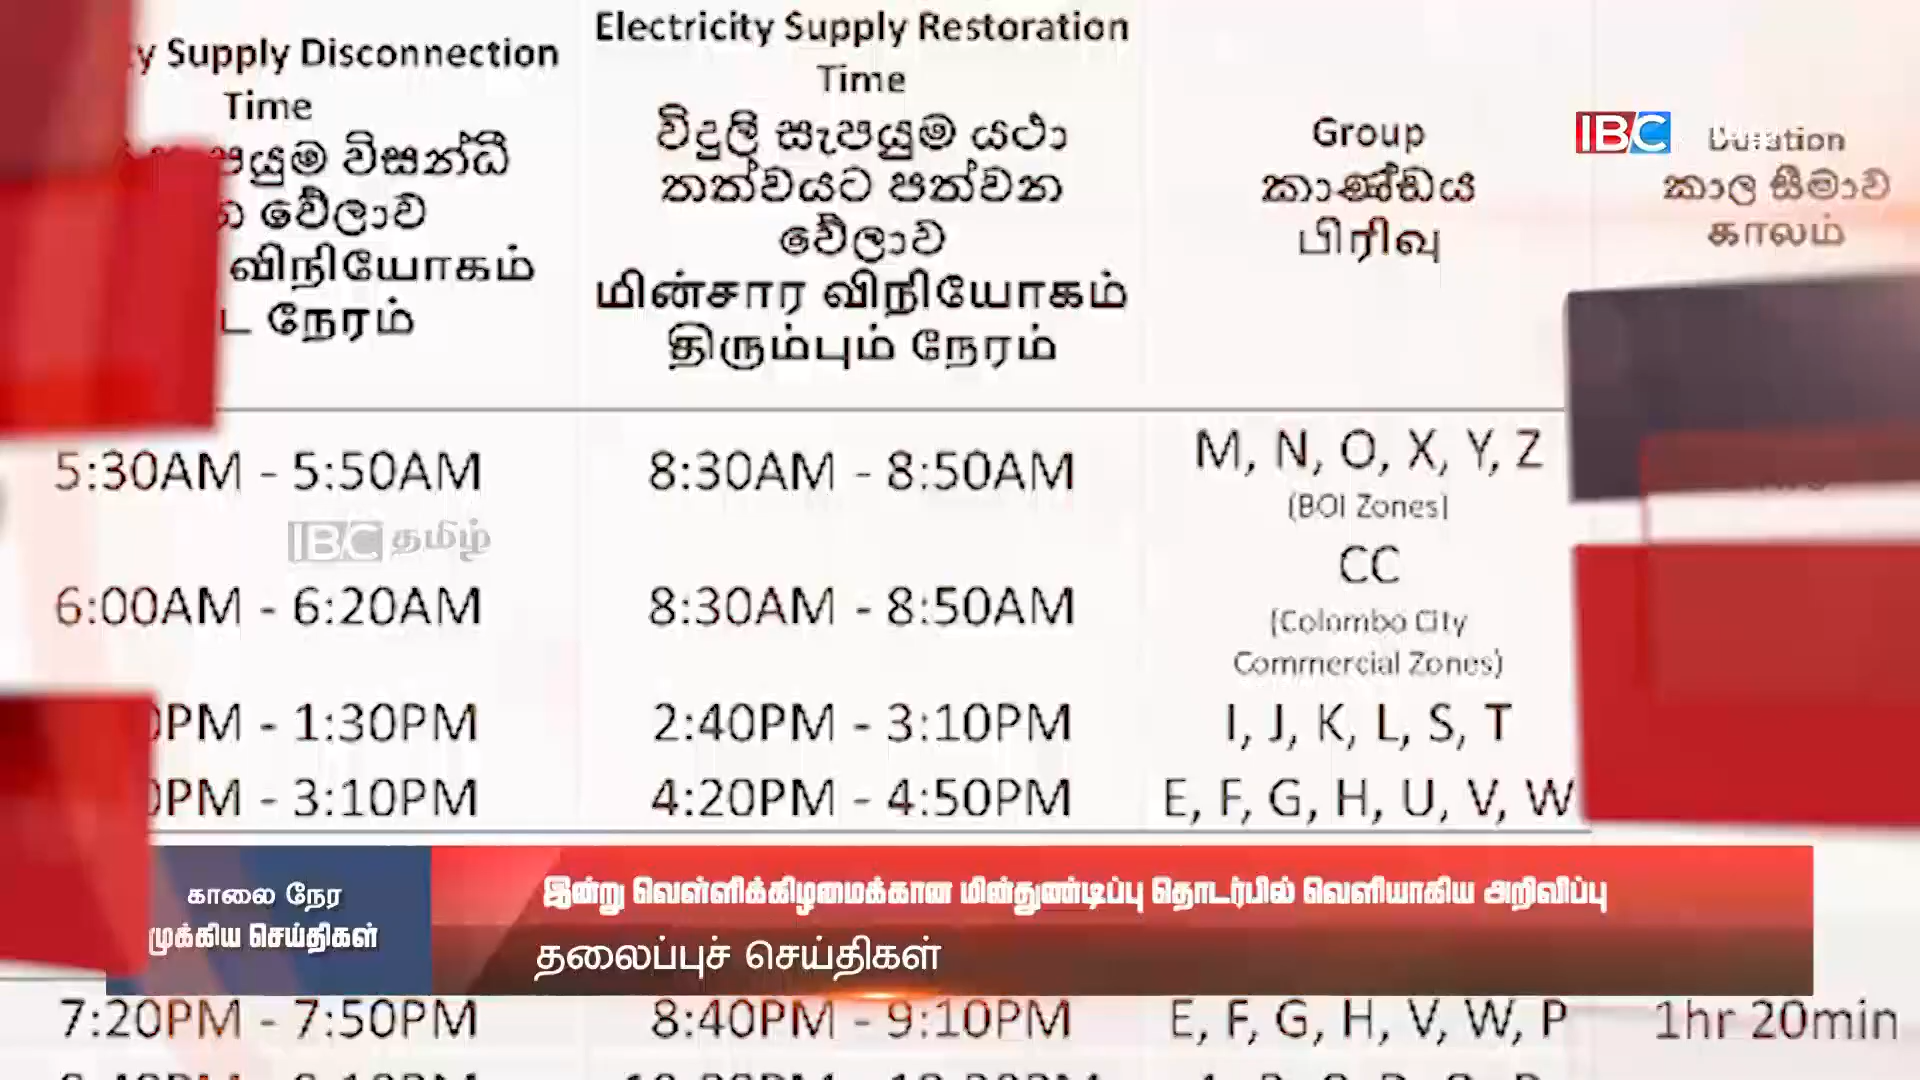 Supply Disconnection
Time
විසන්ධි
වේලාව
விநியோகம்
நேரம்
Electricity Supply Restoration
Time
විදුලි සැපයුම යථා
තත්වයට පත්වන
වේලාව
மின்சார விநியோகம்
திரும்பும் நேரம்
Group
කාණ්ඩය
பிரிவு
IBC
Duration
කාල සීමාව
காலம்
5:30AM - 5:50AM 8:30AM - 8:50AM M, N, O, X, Y, Z
(BOI Zones)
IBC தமிழ்
6:00AM - 6:20AM 8:30AM - 8:50AM CC
(Colombo City
Commercial Zones)
- 1:30PM 2:40PM - 3:10PM I, J, K, L, S, T
- 3:10PM 4:20PM - 4:50PM E, F, G, H, U, V, W
காலை நேர
முக்கிய செய்திகள்
இன்று வெள்ளிக்கிழமைக்கான மின்துண்டிப்பு தொடர்பில் வெளியாகிய அறிவிப்பு
தலைப்புச் செய்திகள்
7:20PM - 7:50PM 8:40PM - 9:10PM E, F, G, H, V, W, P 1hr 20min